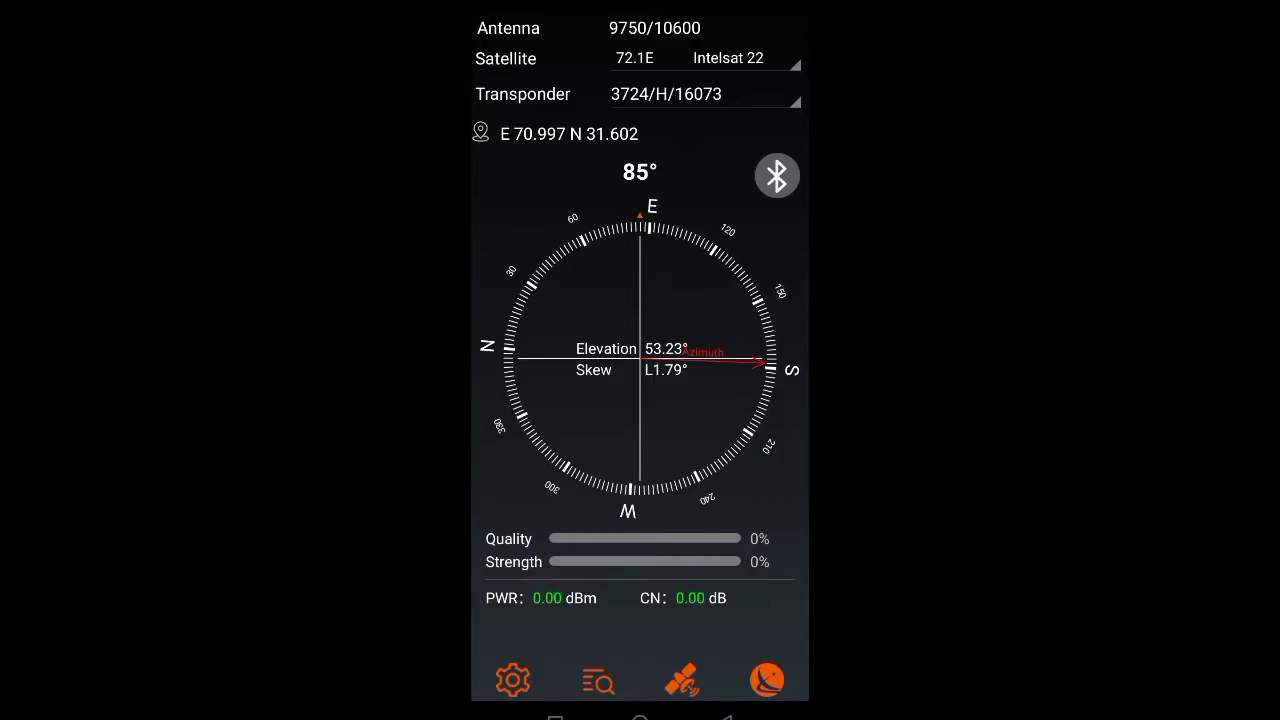 Antenna 9750/10600
Satellite 72.1E Intelsat 22
Transponder 3724/H/16073
E 70.997 N 31.602
85°
E
60 120
30 150
N S
Elevation 53.23°
Azimuth
Skew L1.79°
330 210
300 240
W
Quality 0%
Strength 0%
PWR: 0.00 dBm CN: 0.00 dB